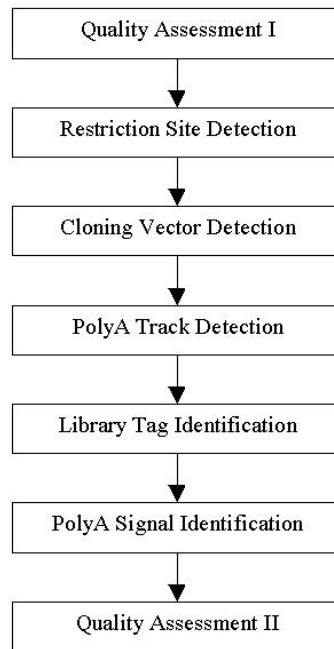 Quality Assessment I
Restriction Site Detection
Cloning Vector Detection
PolyA Track Detection
Library Tag Identification
PolyA Signal Identification
Quality Assessment II